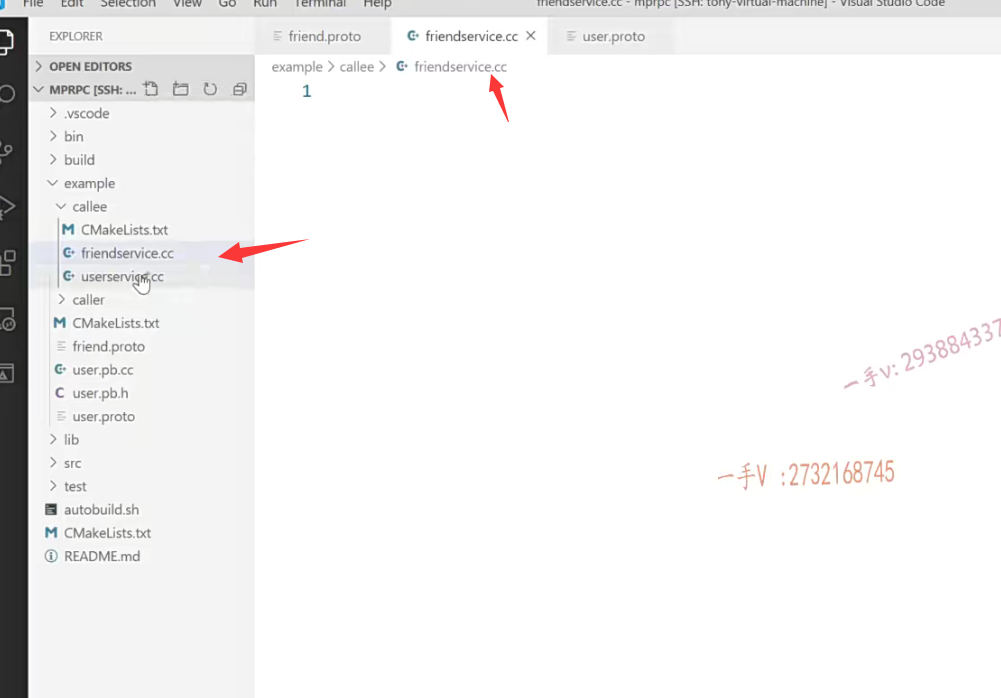 File Edit Selection View Go Run Terminal Help friendservice.cc - mprpc [SSH: tony-virtual-machine] - Visual Studio Code
EXPLORER
OPEN EDITORS
MPRPC [SSH: ...
.vscode
bin
build
example
callee
CMakeLists.txt
friendservice.cc
userservice.cc
caller
CMakeLists.txt
friend.proto
user.pb.cc
user.pb.h
user.proto
lib
src
test
autobuild.sh
CMakeLists.txt
README.md
friend.proto friendservice.cc user.proto
example > callee > friendservice.cc
1
一手v: 293884337
一手V :2732168745